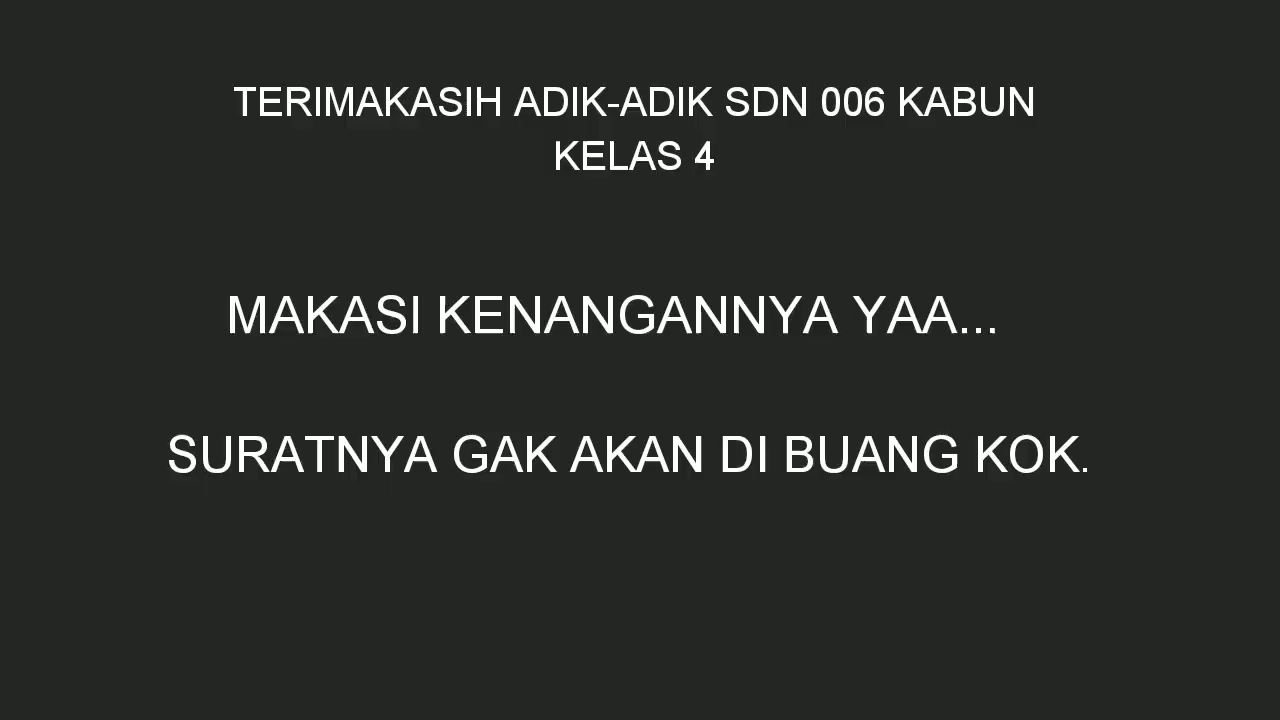 TERIMAKASIH ADIK-ADIK SDN 006 KABUN
KELAS 4
MAKASI KENANGANNYA YAA...
SURATNYA GAK AKAN DI BUANG KOK.